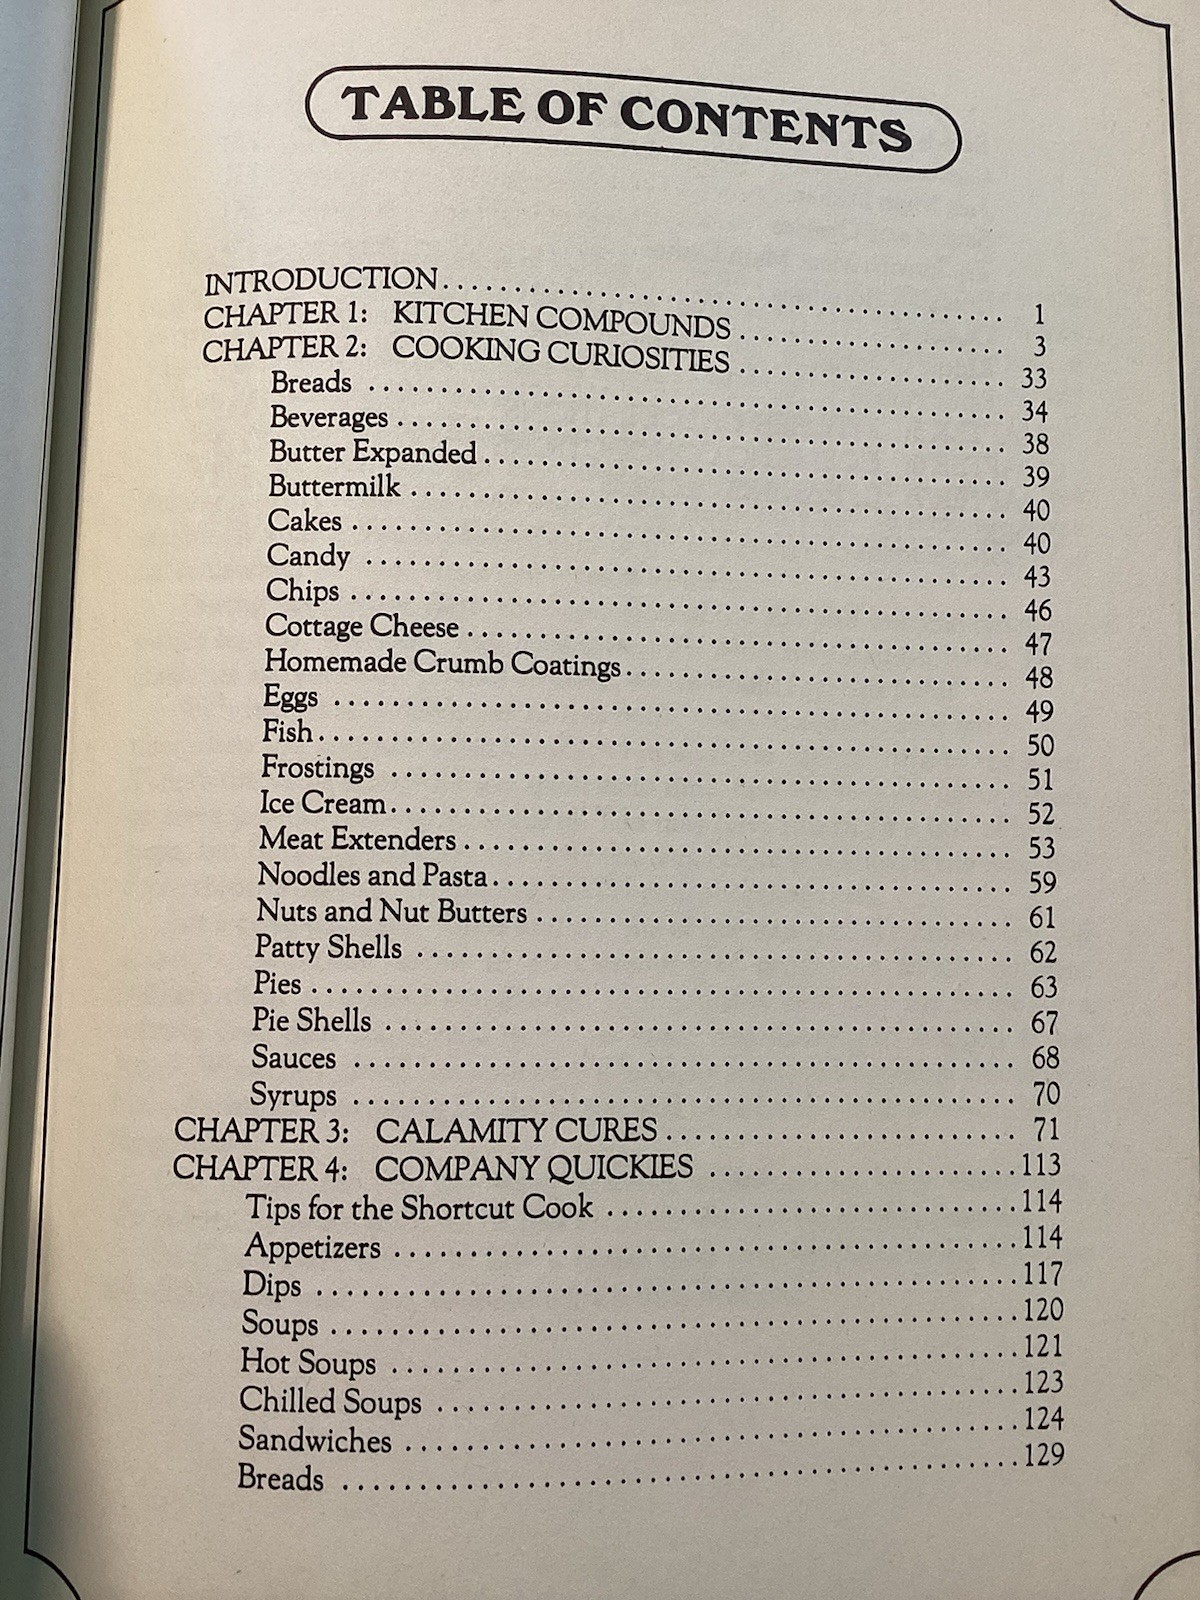 TABLE OF CONTENTS
INTRODUCTION........................................ 1
CHAPTER 1: KITCHEN COMPOUNDS .................. 3
CHAPTER 2: COOKING CURIOSITIES .................. 33
Breads ............................................ 34
Beverages .......................................... 38
Butter Expanded .................................... 39
Buttermilk ......................................... 40
Cakes .............................................. 40
Candy .............................................. 43
Chips .............................................. 46
Cottage Cheese ..................................... 47
Homemade Crumb Coatings........................... 48
Eggs ............................................... 49
Fish................................................ 50
Frostings .......................................... 51
Ice Cream........................................... 52
Meat Extenders ..................................... 53
Noodles and Pasta................................... 59
Nuts and Nut Butters ............................... 61
Patty Shells ....................................... 62
Pies ............................................... 63
Pie Shells ......................................... 67
Sauces ............................................. 68
Syrups ............................................. 70
CHAPTER 3: CALAMITY CURES ........................ 71
CHAPTER 4: COMPANY QUICKIES .....................113
Tips for the Shortcut Cook ............................114
Appetizers ..........................................114
Dips ...............................................117
Soups ..............................................120
Hot Soups ..........................................121
Chilled Soups .......................................123
Sandwiches .........................................124
Breads .............................................129